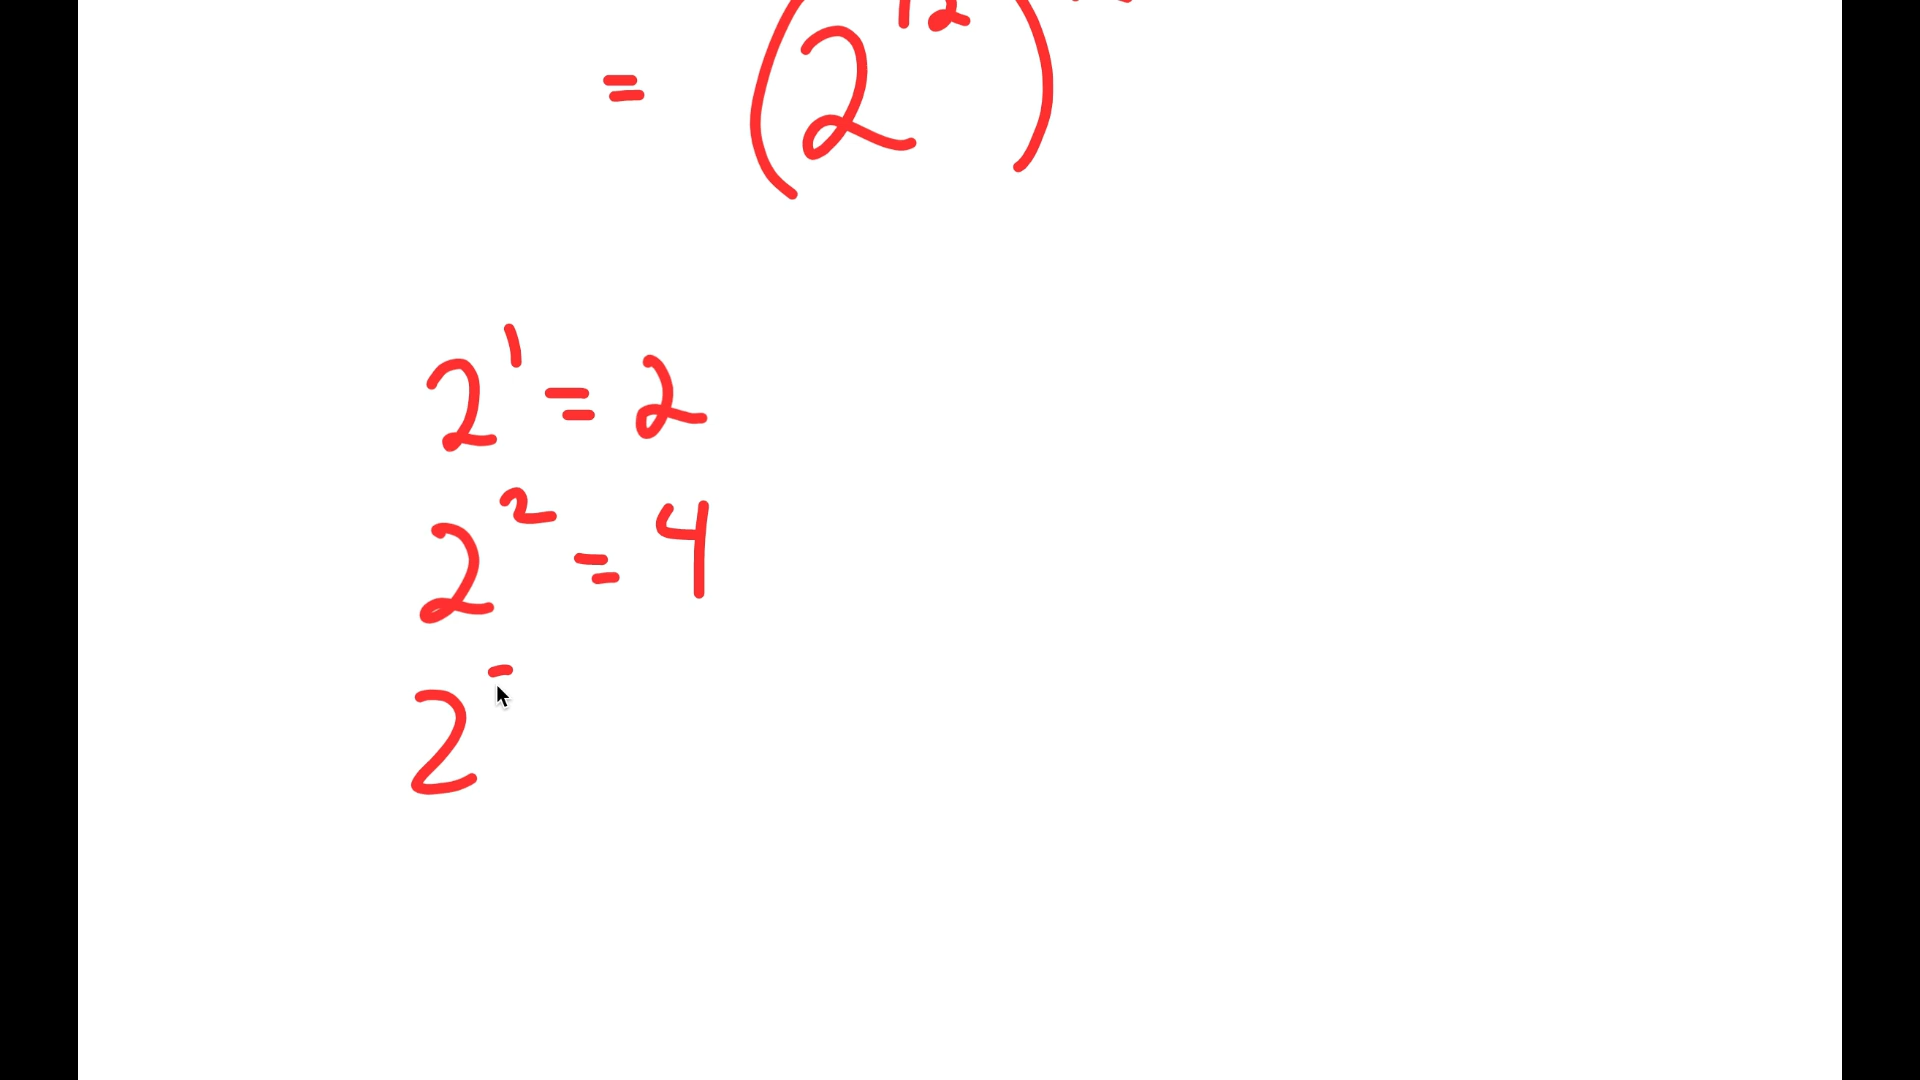 = (2¹²)
2¹ = 2
2² = 4
2⁻